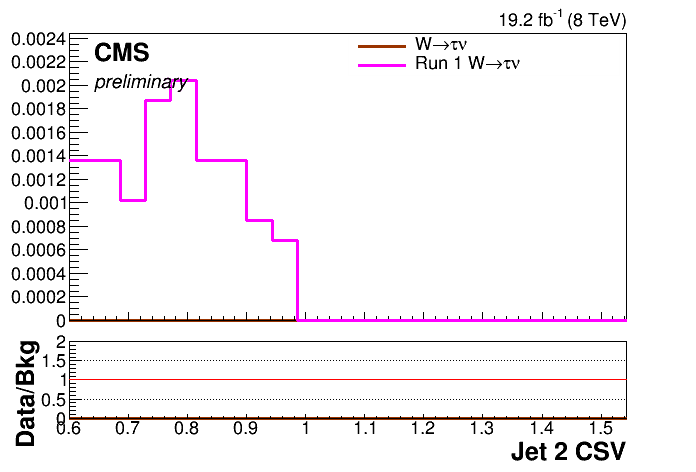 19.2 fb⁻¹ (8 TeV)
CMS
preliminary
W→τν
Run 1 W→τν
0.0024
0.0022
0.002
0.0018
0.0016
0.0014
0.0012
0.001
0.0008
0.0006
0.0004
0.0002
0
Data/Bkg
2
1.5
1
0.5
0
0.6 0.7 0.8 0.9 1 1.1 1.2 1.3 1.4 1.5
Jet 2 CSV